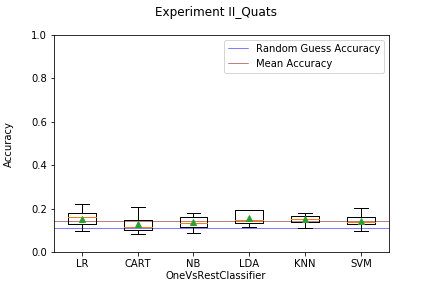 Experiment II_Quats
Random Guess Accuracy
Mean Accuracy
1.0
0.8
0.6
0.4
0.2
0.0
Accuracy
LR CART NB LDA KNN SVM
OneVsRestClassifier